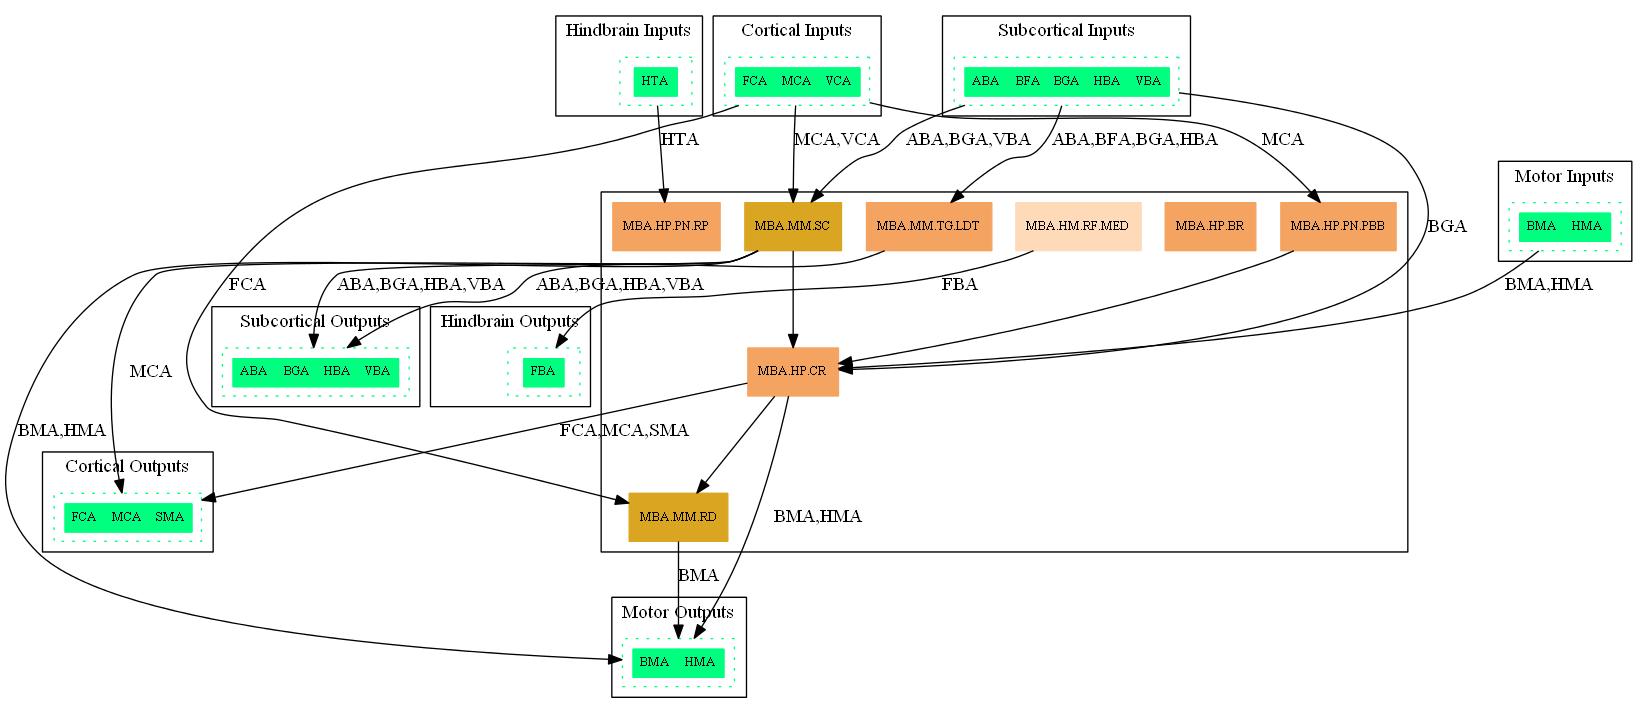 Hindbrain Inputs
Cortical Inputs
Subcortical Inputs
HTA
FCA MCA VCA
ABA BFA BGA HBA VBA
HTA
MCA,VCA
ABA,BGA,VBA
ABA,BFA,BGA,HBA
MCA
Motor Inputs
MBA.HP.PN.RP
MBA.MM.SC
MBA.MM.TG.LDT
MBA.HM.RF.MED
MBA.HP.BR
MBA.HP.PN.PBB
BGA
BMA HMA
FCA
ABA,BGA,HBA,VBA
ABA,BGA,HBA,VBA
FBA
BMA,HMA
Subcortical Outputs
Hindbrain Outputs
MCA
ABA BGA HBA VBA
FBA
MBA.HP.CR
BMA,HMA
FCA,MCA,SMA
Cortical Outputs
FCA MCA SMA
MBA.MM.RD
BMA,HMA
BMA
Motor Outputs
BMA HMA